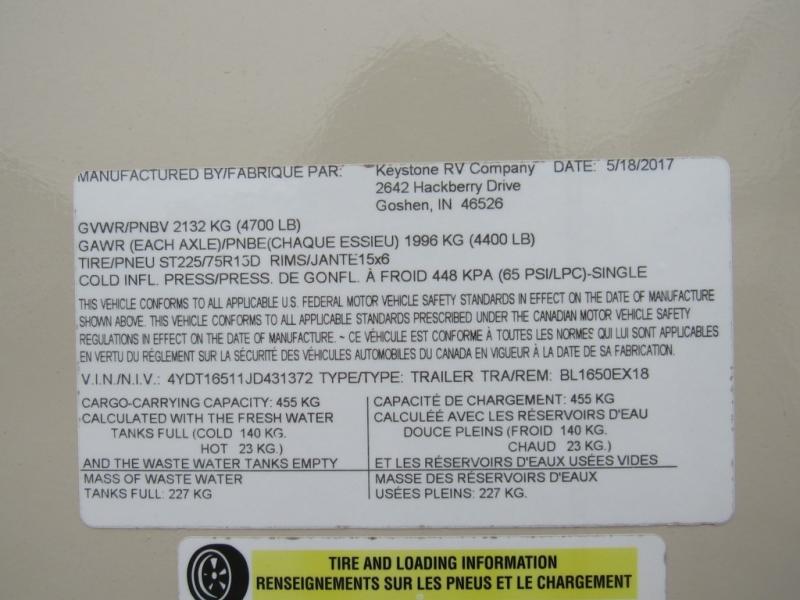 MANUFACTURED BY/FABRIQUE PAR: Keystone RV Company DATE: 5/18/2017
2642 Hackberry Drive
Goshen, IN 46526
GVWR/PNBV 2132 KG (4700 LB)
GAWR (EACH AXLE)/PNBE(CHAQUE ESSIEU) 1996 KG (4400 LB)
TIRE/PNEU ST225/75R15D RIMS/JANTE15x6
COLD INFL. PRESS/PRESS. DE GONFL. À FROID 448 KPA (65 PSI/LPC)-SINGLE
THIS VEHICLE CONFORMS TO ALL APPLICABLE U.S. FEDERAL MOTOR VEHICLE SAFETY STANDARDS IN EFFECT ON THE DATE OF MANUFACTURE
SHOWN ABOVE. THIS VEHICLE CONFORMS TO ALL APPLICABLE STANDARDS PRESCRIBED UNDER THE CANADIAN MOTOR VEHICLE SAFETY
REGULATIONS IN EFFECT ON THE DATE OF MANUFACTURE. ~ CE VÉHICULE EST CONFORME À TOUTES LES NORMES QUI LUI SONT APPLICABLES
EN VERTU DU RÉGLEMENT SUR LA SÉCURITÉ DES VÉHICULES AUTOMOBILES DU CANADA EN VIGUEUR À LA DATE DE SA FABRICATION.
V.I.N./N.I.V.: 4YDT16511JD431372 TYPE/TYPE: TRAILER TRA/REM: BL1650EX18
CARGO-CARRYING CAPACITY: 455 KG
CALCULATED WITH THE FRESH WATER
TANKS FULL (COLD 140 KG.
HOT 23 KG.)
AND THE WASTE WATER TANKS EMPTY
MASS OF WASTE WATER
TANKS FULL: 227 KG
CAPACITÉ DE CHARGEMENT: 455 KG
CALCULÉE AVEC LES RÉSERVOIRS D'EAU
DOUCE PLEINS (FROID 140 KG.
CHAUD 23 KG.)
ET LES RÉSERVOIRS D'EAUX USÉES VIDES
MASSE DES RÉSERVOIRS D'EAUX
USÉES PLEINS: 227 KG.
TIRE AND LOADING INFORMATION
RENSEIGNEMENTS SUR LES PNEUS ET LE CHARGEMENT